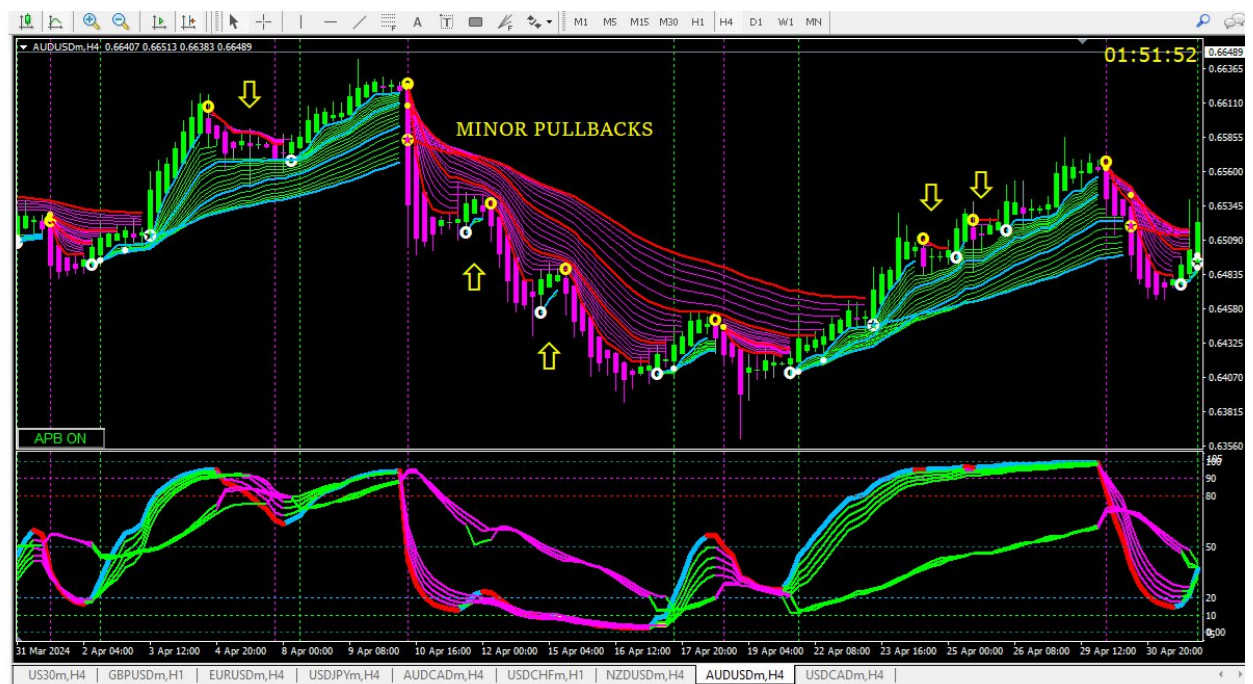 A T F
M1 M5 M15 M30 H1 H4 D1 W1 MN
AUDUSDm,H4 0.66407 0.66513 0.66383 0.66489
01:51:52
MINOR PULLBACKS
0.66489
0.66365
0.66110
0.65855
0.65600
0.65345
0.65090
0.64835
0.64580
0.64325
0.64070
0.63815
0.63560
APB ON
100
90
80
50
20
10
31 Mar 2024 2 Apr 04:00 3 Apr 12:00 4 Apr 20:00 8 Apr 00:00 9 Apr 08:00 10 Apr 16:00 12 Apr 00:00 15 Apr 12:00 16 Apr 12:00 17 Apr 20:00 19 Apr 04:00 22 Apr 08:00 23 Apr 16:00 25 Apr 00:00 26 Apr 08:00 29 Apr 12:00 30 Apr 20:00
US30m,H4 GBPUSDm,H1 EURUSDm,H4 USDJPYm,H4 AUDCADm,H4 USDCHFm,H1 NZDUSDm,H4 AUDUSDm,H4 USDCADm,H4